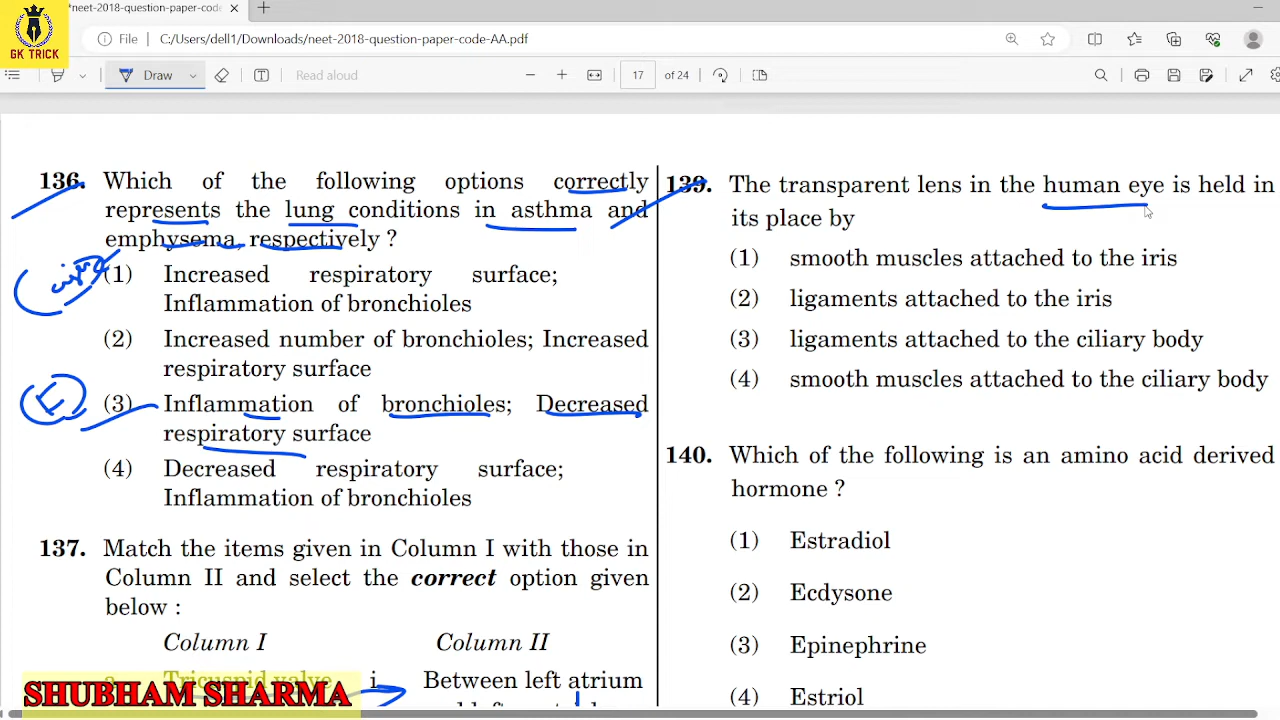 *neet-2018-question-paper-code-
GK TRICK
File
C:/Users/dell1/Downloads/neet-2018-question-paper-code-AA.pdf
Draw
Read aloud
17
of 24
136. Which of the following options correctly
represents the lung conditions in asthma and
emphysema, respectively ?
(1) Increased respiratory surface;
Inflammation of bronchioles
(2) Increased number of bronchioles; Increased
respiratory surface
E
(3) Inflammation of bronchioles; Decreased
respiratory surface
(4) Decreased respiratory surface;
Inflammation of bronchioles
137. Match the items given in Column I with those in
Column II and select the correct option given
below :
Column I Column II
a. Tricuspid valve i. Between left atrium
SHUBHAM SHARMA
139. The transparent lens in the human eye is held in
its place by
(1) smooth muscles attached to the iris
(2) ligaments attached to the iris
(3) ligaments attached to the ciliary body
(4) smooth muscles attached to the ciliary body
140. Which of the following is an amino acid derived
hormone ?
(1) Estradiol
(2) Ecdysone
(3) Epinephrine
(4) Estriol